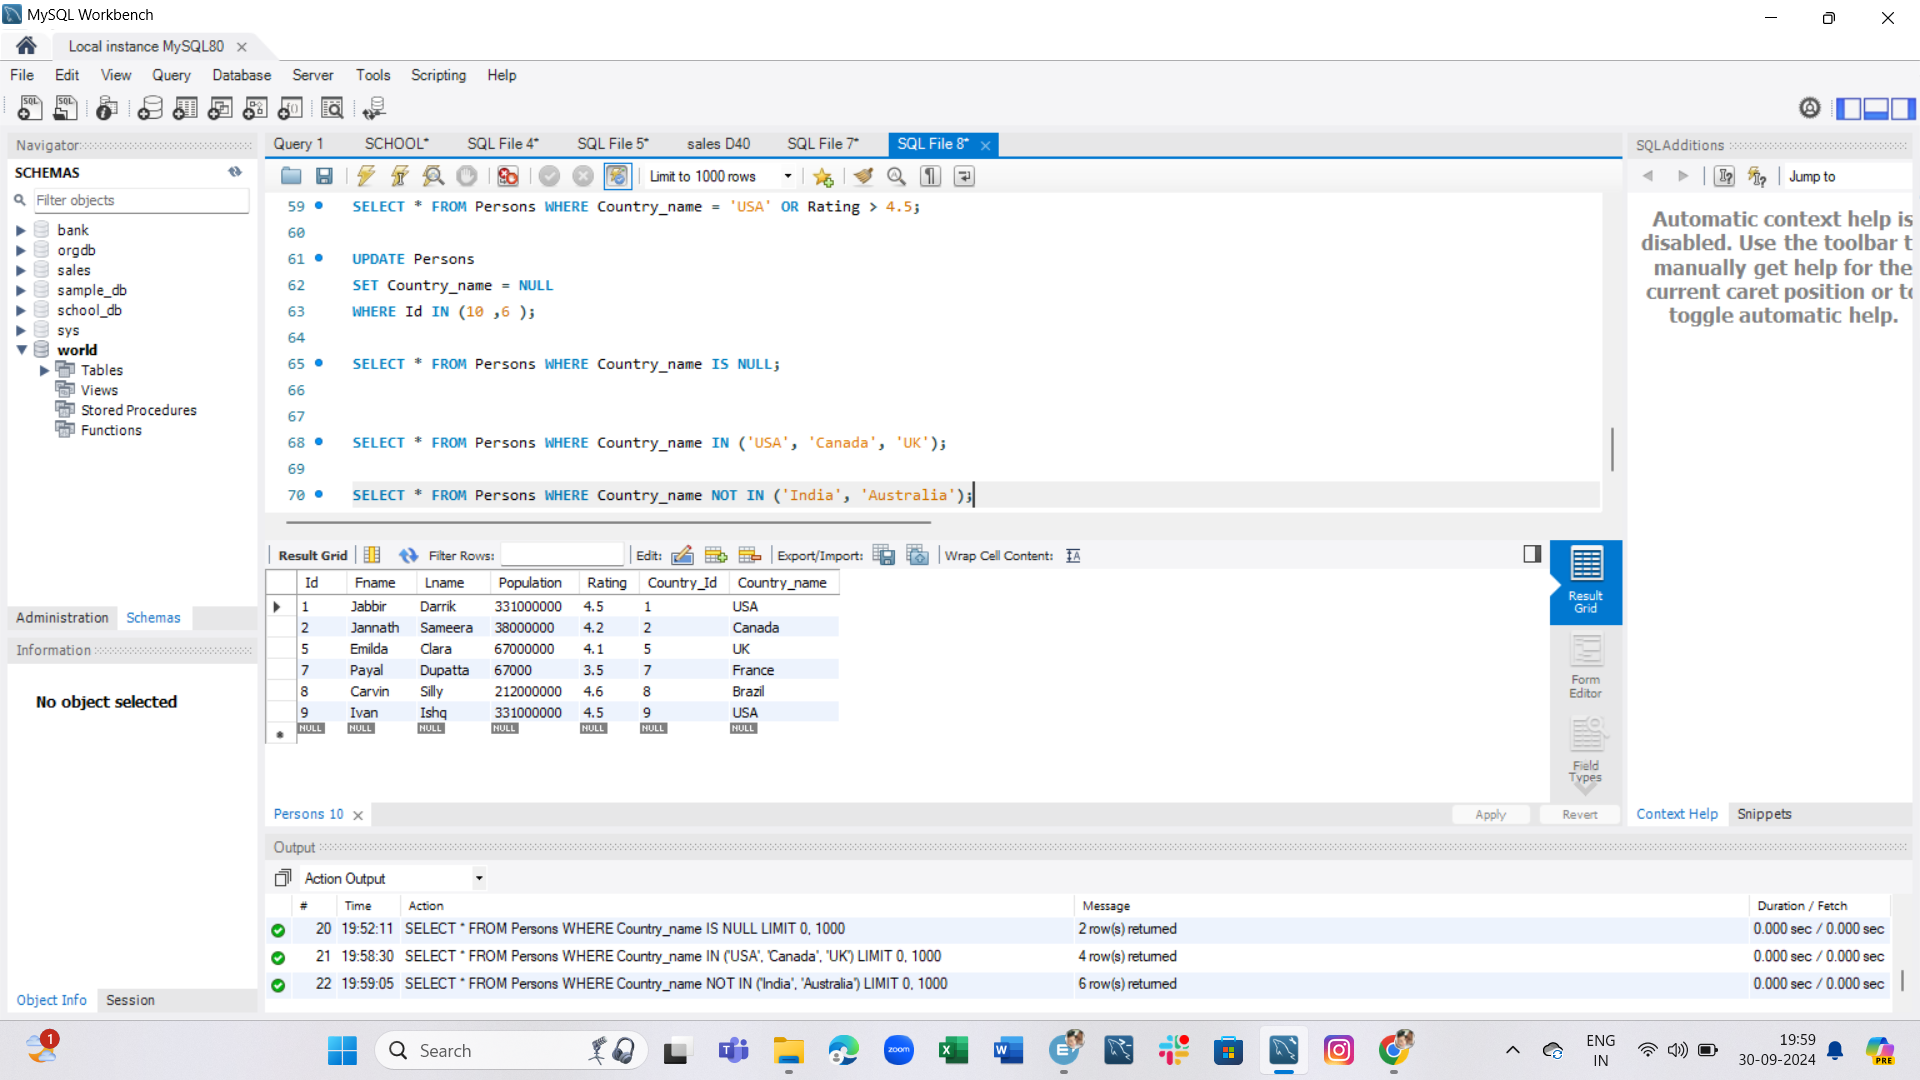 MySQL Workbench
Local instance MySQL80
File Edit View Query Database Server Tools Scripting Help
Navigator
SCHEMAS
Filter objects
bank
orgdb
sales
sample_db
school_db
sys
world
Tables
Views
Stored Procedures
Functions
Administration Schemas
Information
No object selected
Object Info Session
Query 1 SCHOOL* SQL File 4* SQL File 5* sales D40 SQL File 7* SQL File 8*
Limit to 1000 rows
59 SELECT * FROM Persons WHERE Country_name = 'USA' OR Rating > 4.5;
60
61 UPDATE Persons
62 SET Country_name = NULL
63 WHERE Id IN (10 ,6 );
64
65 SELECT * FROM Persons WHERE Country_name IS NULL;
66
67
68 SELECT * FROM Persons WHERE Country_name IN ('USA', 'Canada', 'UK');
69
70 SELECT * FROM Persons WHERE Country_name NOT IN ('India', 'Australia');
Result Grid Filter Rows: Edit: Export/Import: Wrap Cell Content:
Id Fname Lname Population Rating Country_Id Country_name
1 Jabbir Darrik 331000000 4.5 1 USA
2 Jannath Sameera 38000000 4.2 2 Canada
5 Emilda Clara 67000000 4.1 5 UK
7 Payal Dupatta 67000 3.5 7 France
8 Carvin Silly 212000000 4.6 8 Brazil
9 Ivan Ishq 331000000 4.5 9 USA
NULL NULL NULL NULL NULL NULL NULL
Result
Grid
Form
Editor
Field
Types
Persons 10
Apply Revert
SQLAdditions
Jump to
Automatic context help is
disabled. Use the toolbar t
manually get help for the
current caret position or to
toggle automatic help.
Context Help Snippets
Output
Action Output
# Time Action Message Duration / Fetch
20 19:52:11 SELECT * FROM Persons WHERE Country_name IS NULL LIMIT 0, 1000 2 row(s) returned 0.000 sec / 0.000 sec
21 19:58:30 SELECT * FROM Persons WHERE Country_name IN ('USA', 'Canada', 'UK') LIMIT 0, 1000 4 row(s) returned 0.000 sec / 0.000 sec
22 19:59:05 SELECT * FROM Persons WHERE Country_name NOT IN ('India', 'Australia') LIMIT 0, 1000 6 row(s) returned 0.000 sec / 0.000 sec
1
Search
zoom
ENG
IN
19:59
30-09-2024
PRE